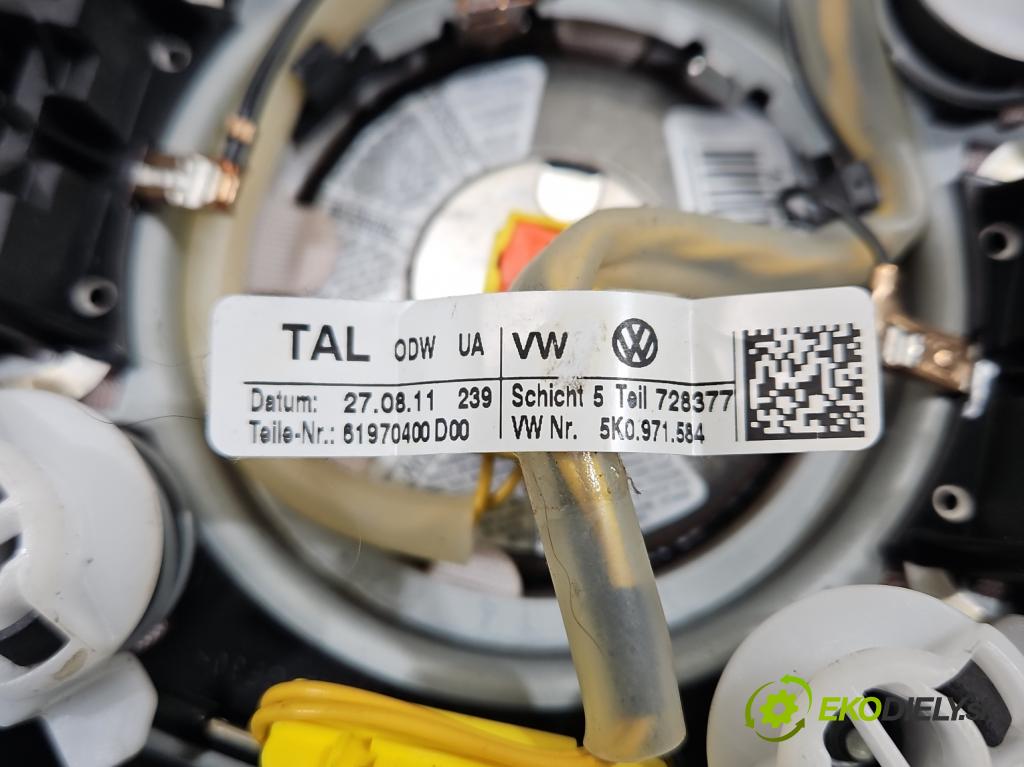 TAL ODW UA VW
Datum: 27.08.11 239 Schicht 5 Teil 728377
Teile-Nr.: 61970400 D00 VW Nr. 5K0.971.584
EKODIELY.s